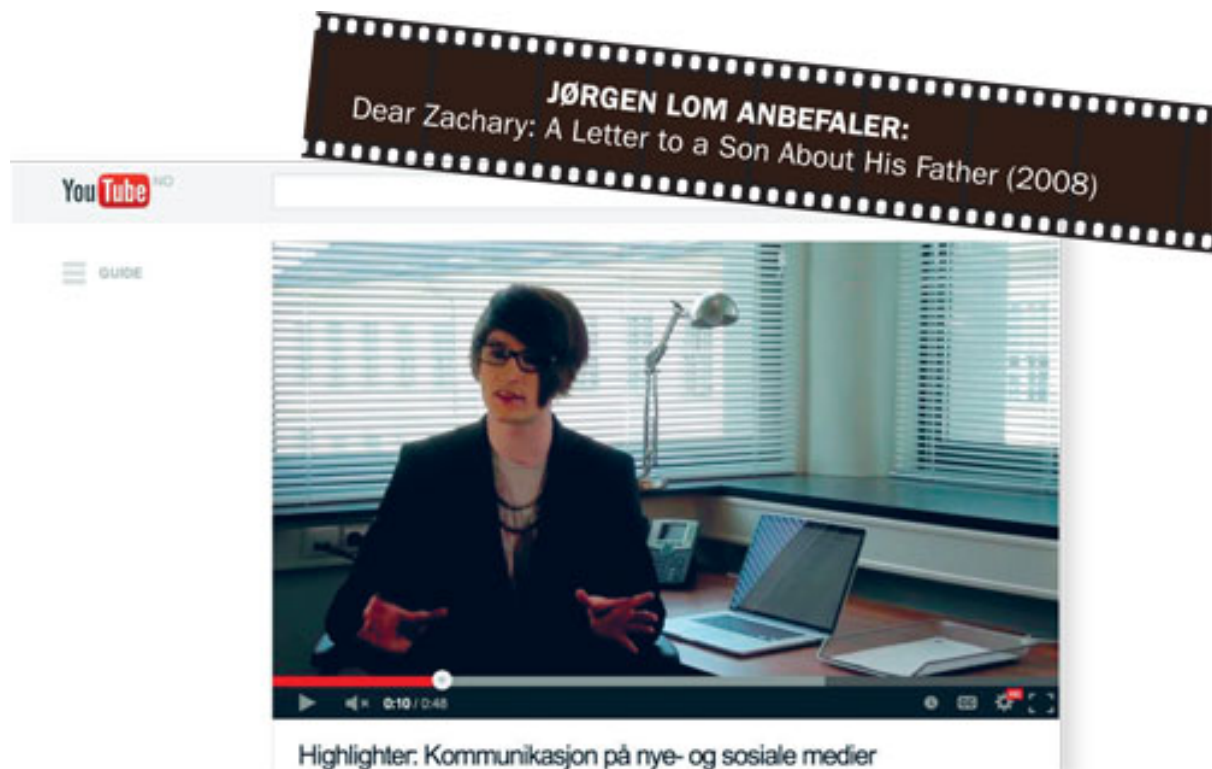 JØRGEN LOM ANBEFALER:
Dear Zachary: A Letter to a Son About His Father (2008)
YouTube NO
GUIDE
0:10 / 0:48
Highlighter: Kommunikasjon på nye- og sosiale medier